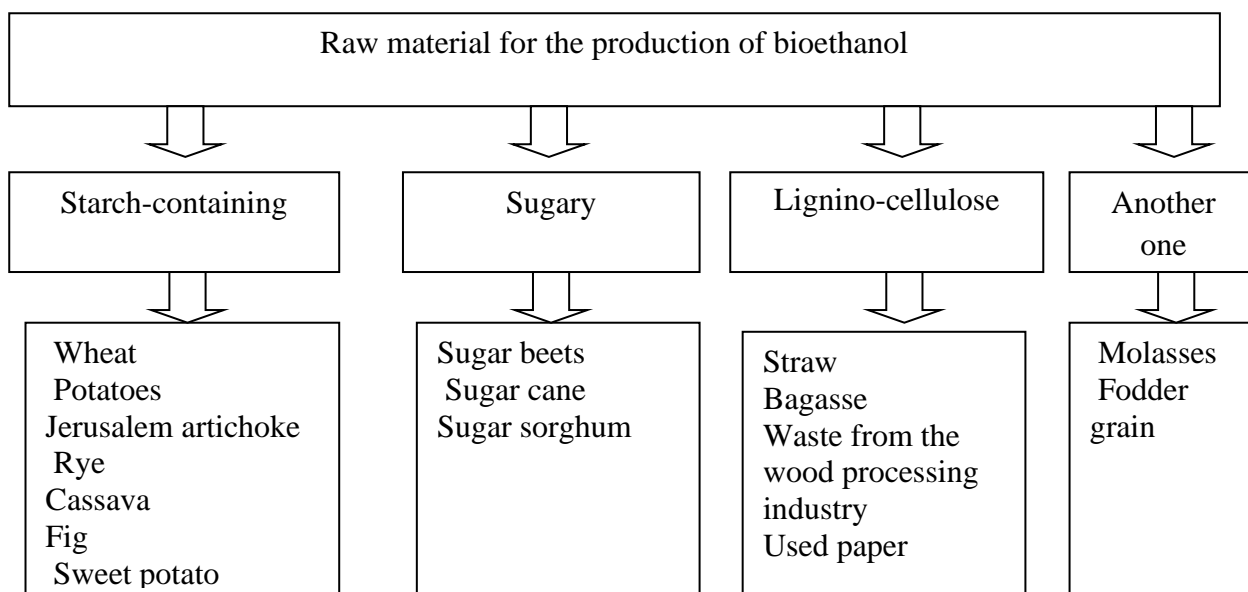 Raw material for the production of bioethanol
Starch-containing
Sugary
Lignino-cellulose
Another
one
Wheat
Potatoes
Jerusalem artichoke
Rye
Cassava
Fig
Sweet potato
Sugar beets
Sugar cane
Sugar sorghum
Straw
Bagasse
Waste from the
wood processing
industry
Used paper
Molasses
Fodder
grain